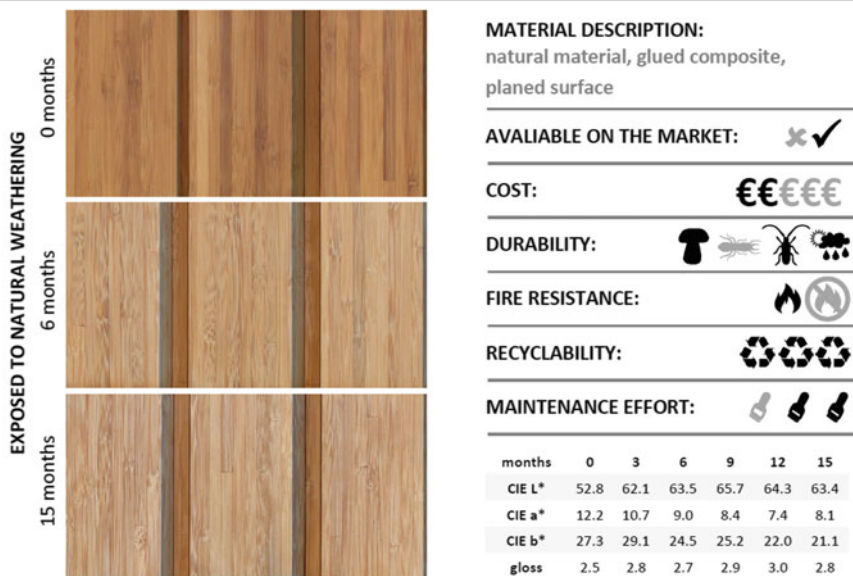 EXPOSED TO NATURAL WEATHERING
0 months
6 months
15 months
MATERIAL DESCRIPTION:
natural material, glued composite,
planed surface
AVALIABLE ON THE MARKET:
COST: €€€€€
DURABILITY:
FIRE RESISTANCE:
RECYCLABILITY:
MAINTENANCE EFFORT:
months 0 3 6 9 12 15
CIE L* 52.8 62.1 63.5 65.7 64.3 63.4
CIE a* 12.2 10.7 9.0 8.4 7.4 8.1
CIE b* 27.3 29.1 24.5 25.2 22.0 21.1
gloss 2.5 2.8 2.7 2.9 3.0 2.8